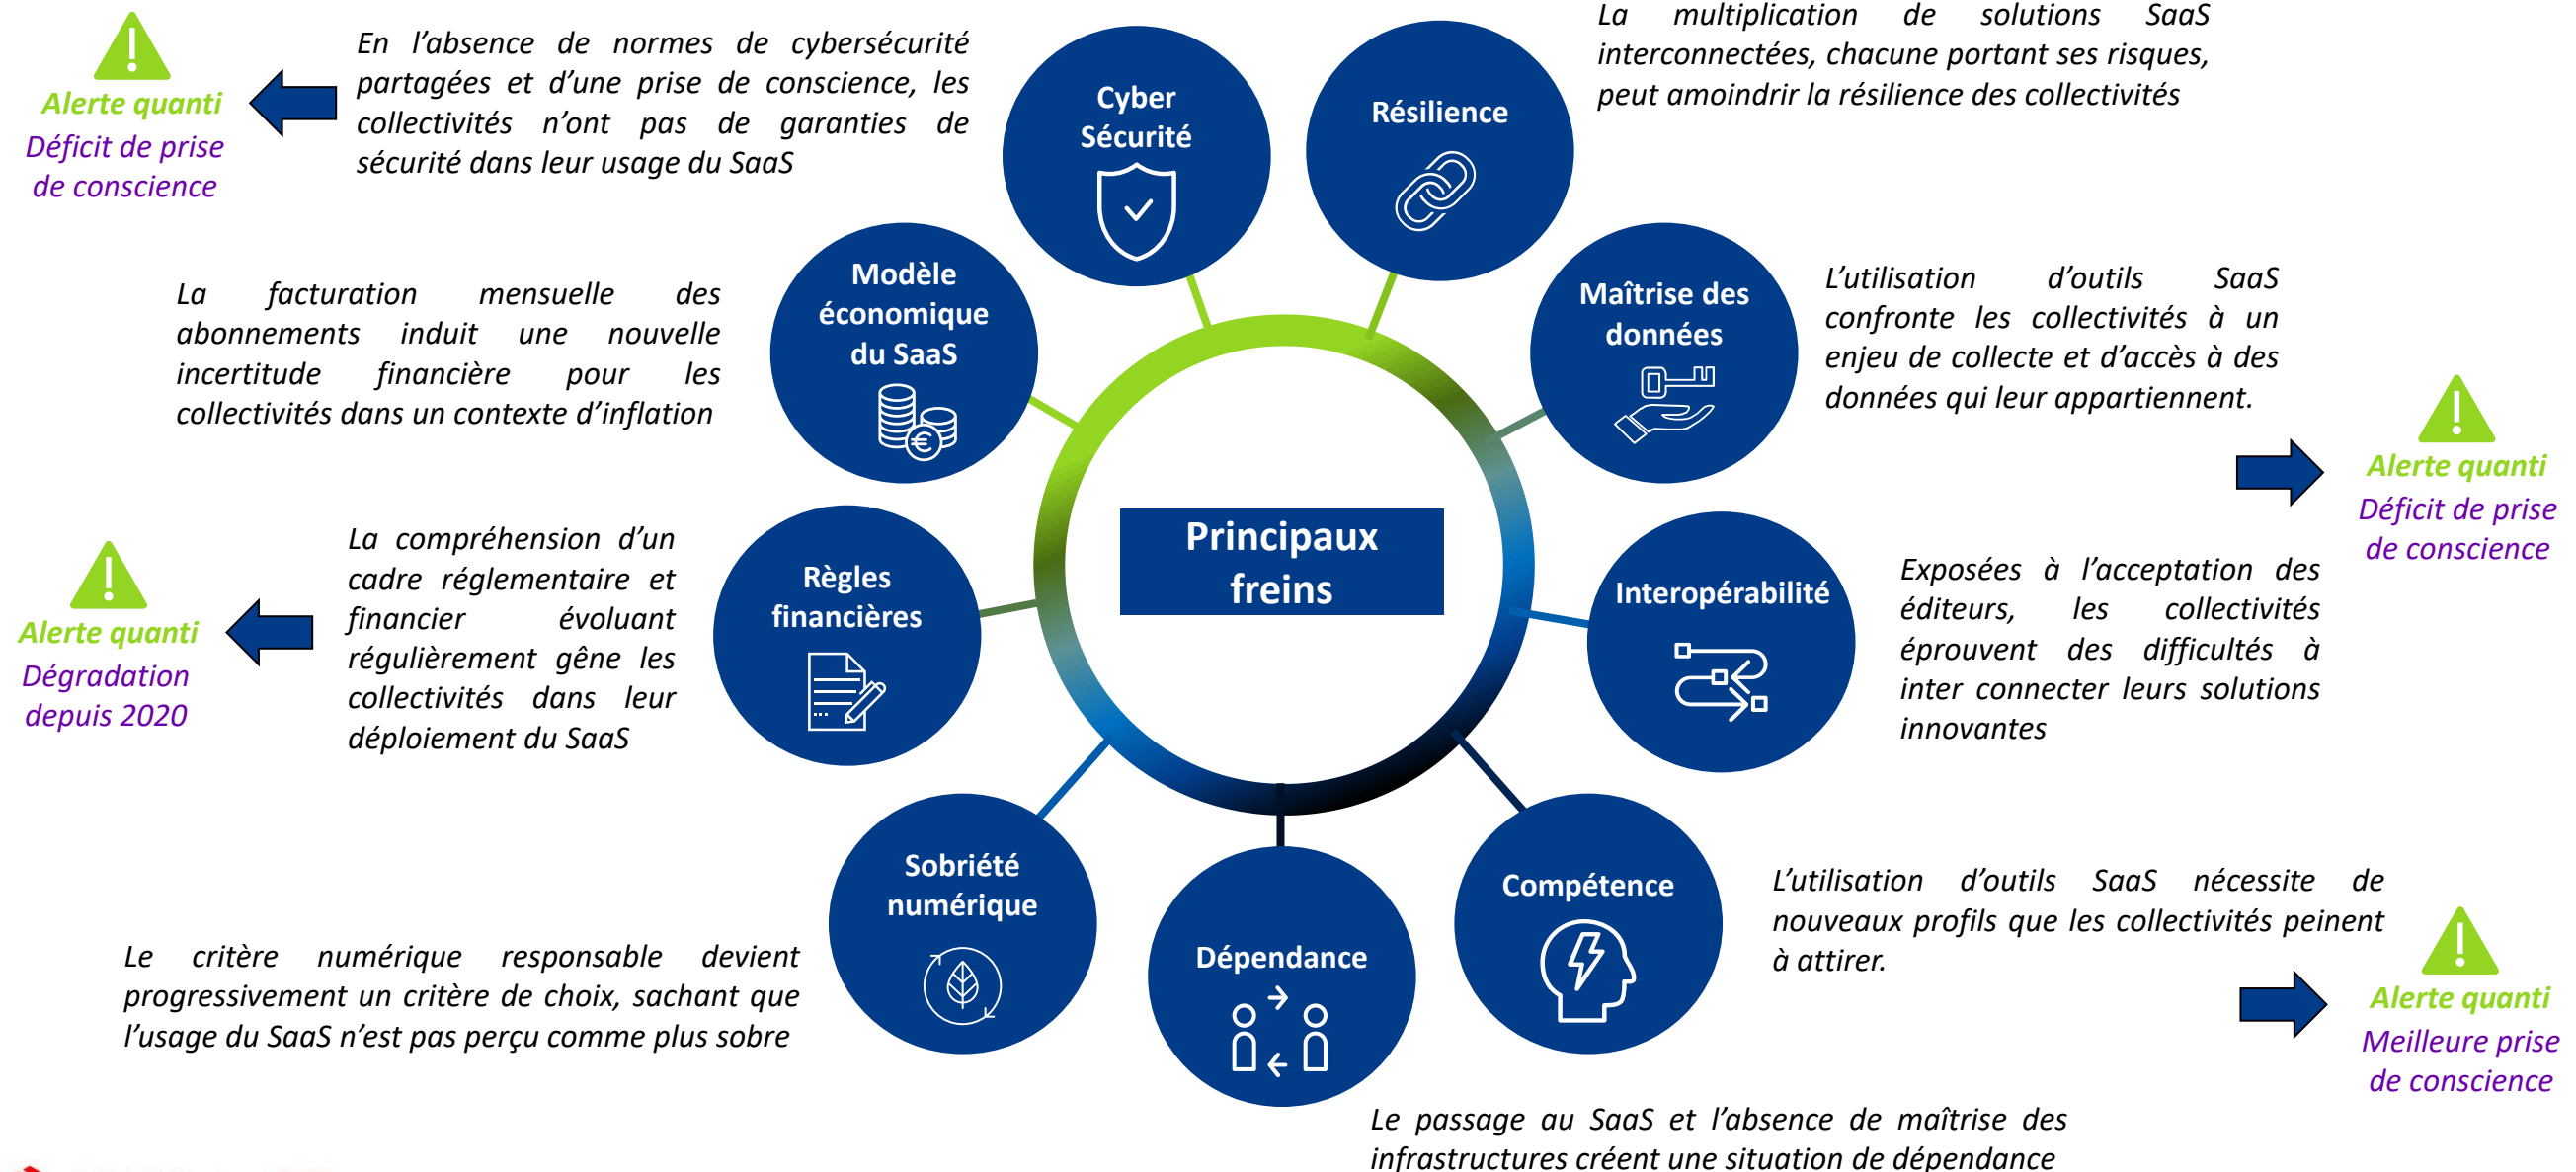 La multiplication de solutions SaaS
interconnectées, chacune portant ses risques,
peut amoindrir la résilience des collectivités
En l’absence de normes de cybersécurité
partagées et d’une prise de conscience, les
collectivités n’ont pas de garanties de
sécurité dans leur usage du SaaS
Alerte quanti
Déficit de prise
de conscience
Cyber
Sécurité
Résilience
Modèle
économique
du SaaS
La facturation mensuelle des
abonnements induit une nouvelle
incertitude financière pour les
collectivités dans un contexte d’inflation
Maîtrise des
données
L’utilisation d’outils SaaS
confronte les collectivités à un
enjeu de collecte et d’accès à des
données qui leur appartiennent.
Alerte quanti
Déficit de prise
de conscience
Principaux
freins
La compréhension d’un
cadre réglementaire et
financier évoluant
régulièrement gêne les
collectivités dans leur
déploiement du SaaS
Alerte quanti
Dégradation
depuis 2020
Règles
financières
Interopérabilité
Exposées à l’acceptation des
éditeurs, les collectivités
éprouvent des difficultés à
inter connecter leurs solutions
innovantes
Sobriété
numérique
Le critère numérique responsable devient
progressivement un critère de choix, sachant que
l’usage du SaaS n’est pas perçu comme plus sobre
Dépendance
Compétence
L’utilisation d’outils SaaS nécessite de
nouveaux profils que les collectivités peinent
à attirer.
Alerte quanti
Meilleure prise
de conscience
Le passage au SaaS et l’absence de maîtrise des
infrastructures créent une situation de dépendance